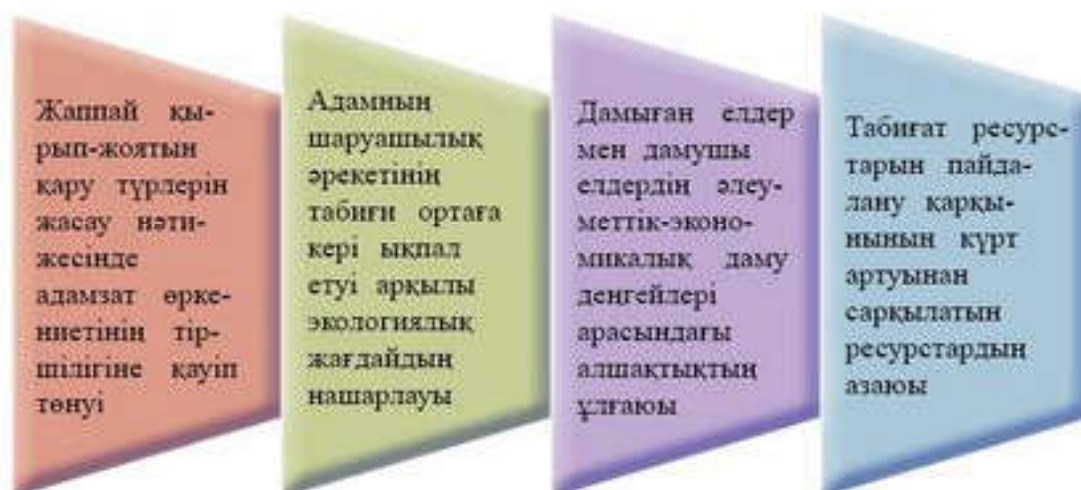 Жаппай қы-
рып-жоятын
қару түрлерін
жасау нәти-
жесінде
адамзат өрке-
ниетінің тір-
шілігіне қауіп
төнуі
Адамның
шаруашылық
әрекетінің
табиғи ортаға
кері ықпал
етуі арқылы
экологиялық
жағдайдың
нашарлауы
Дамыған елдер
мен дамушы
елдердің әлеу-
меттік-эконо-
микалық даму
деңгейлері
арасындағы
алшақтықтың
ұлғаюы
Табиғат ресурс-
тарын пайда-
лану қарқы-
нының күрт
артуынан
сарқылатын
ресурстардың
азаюы